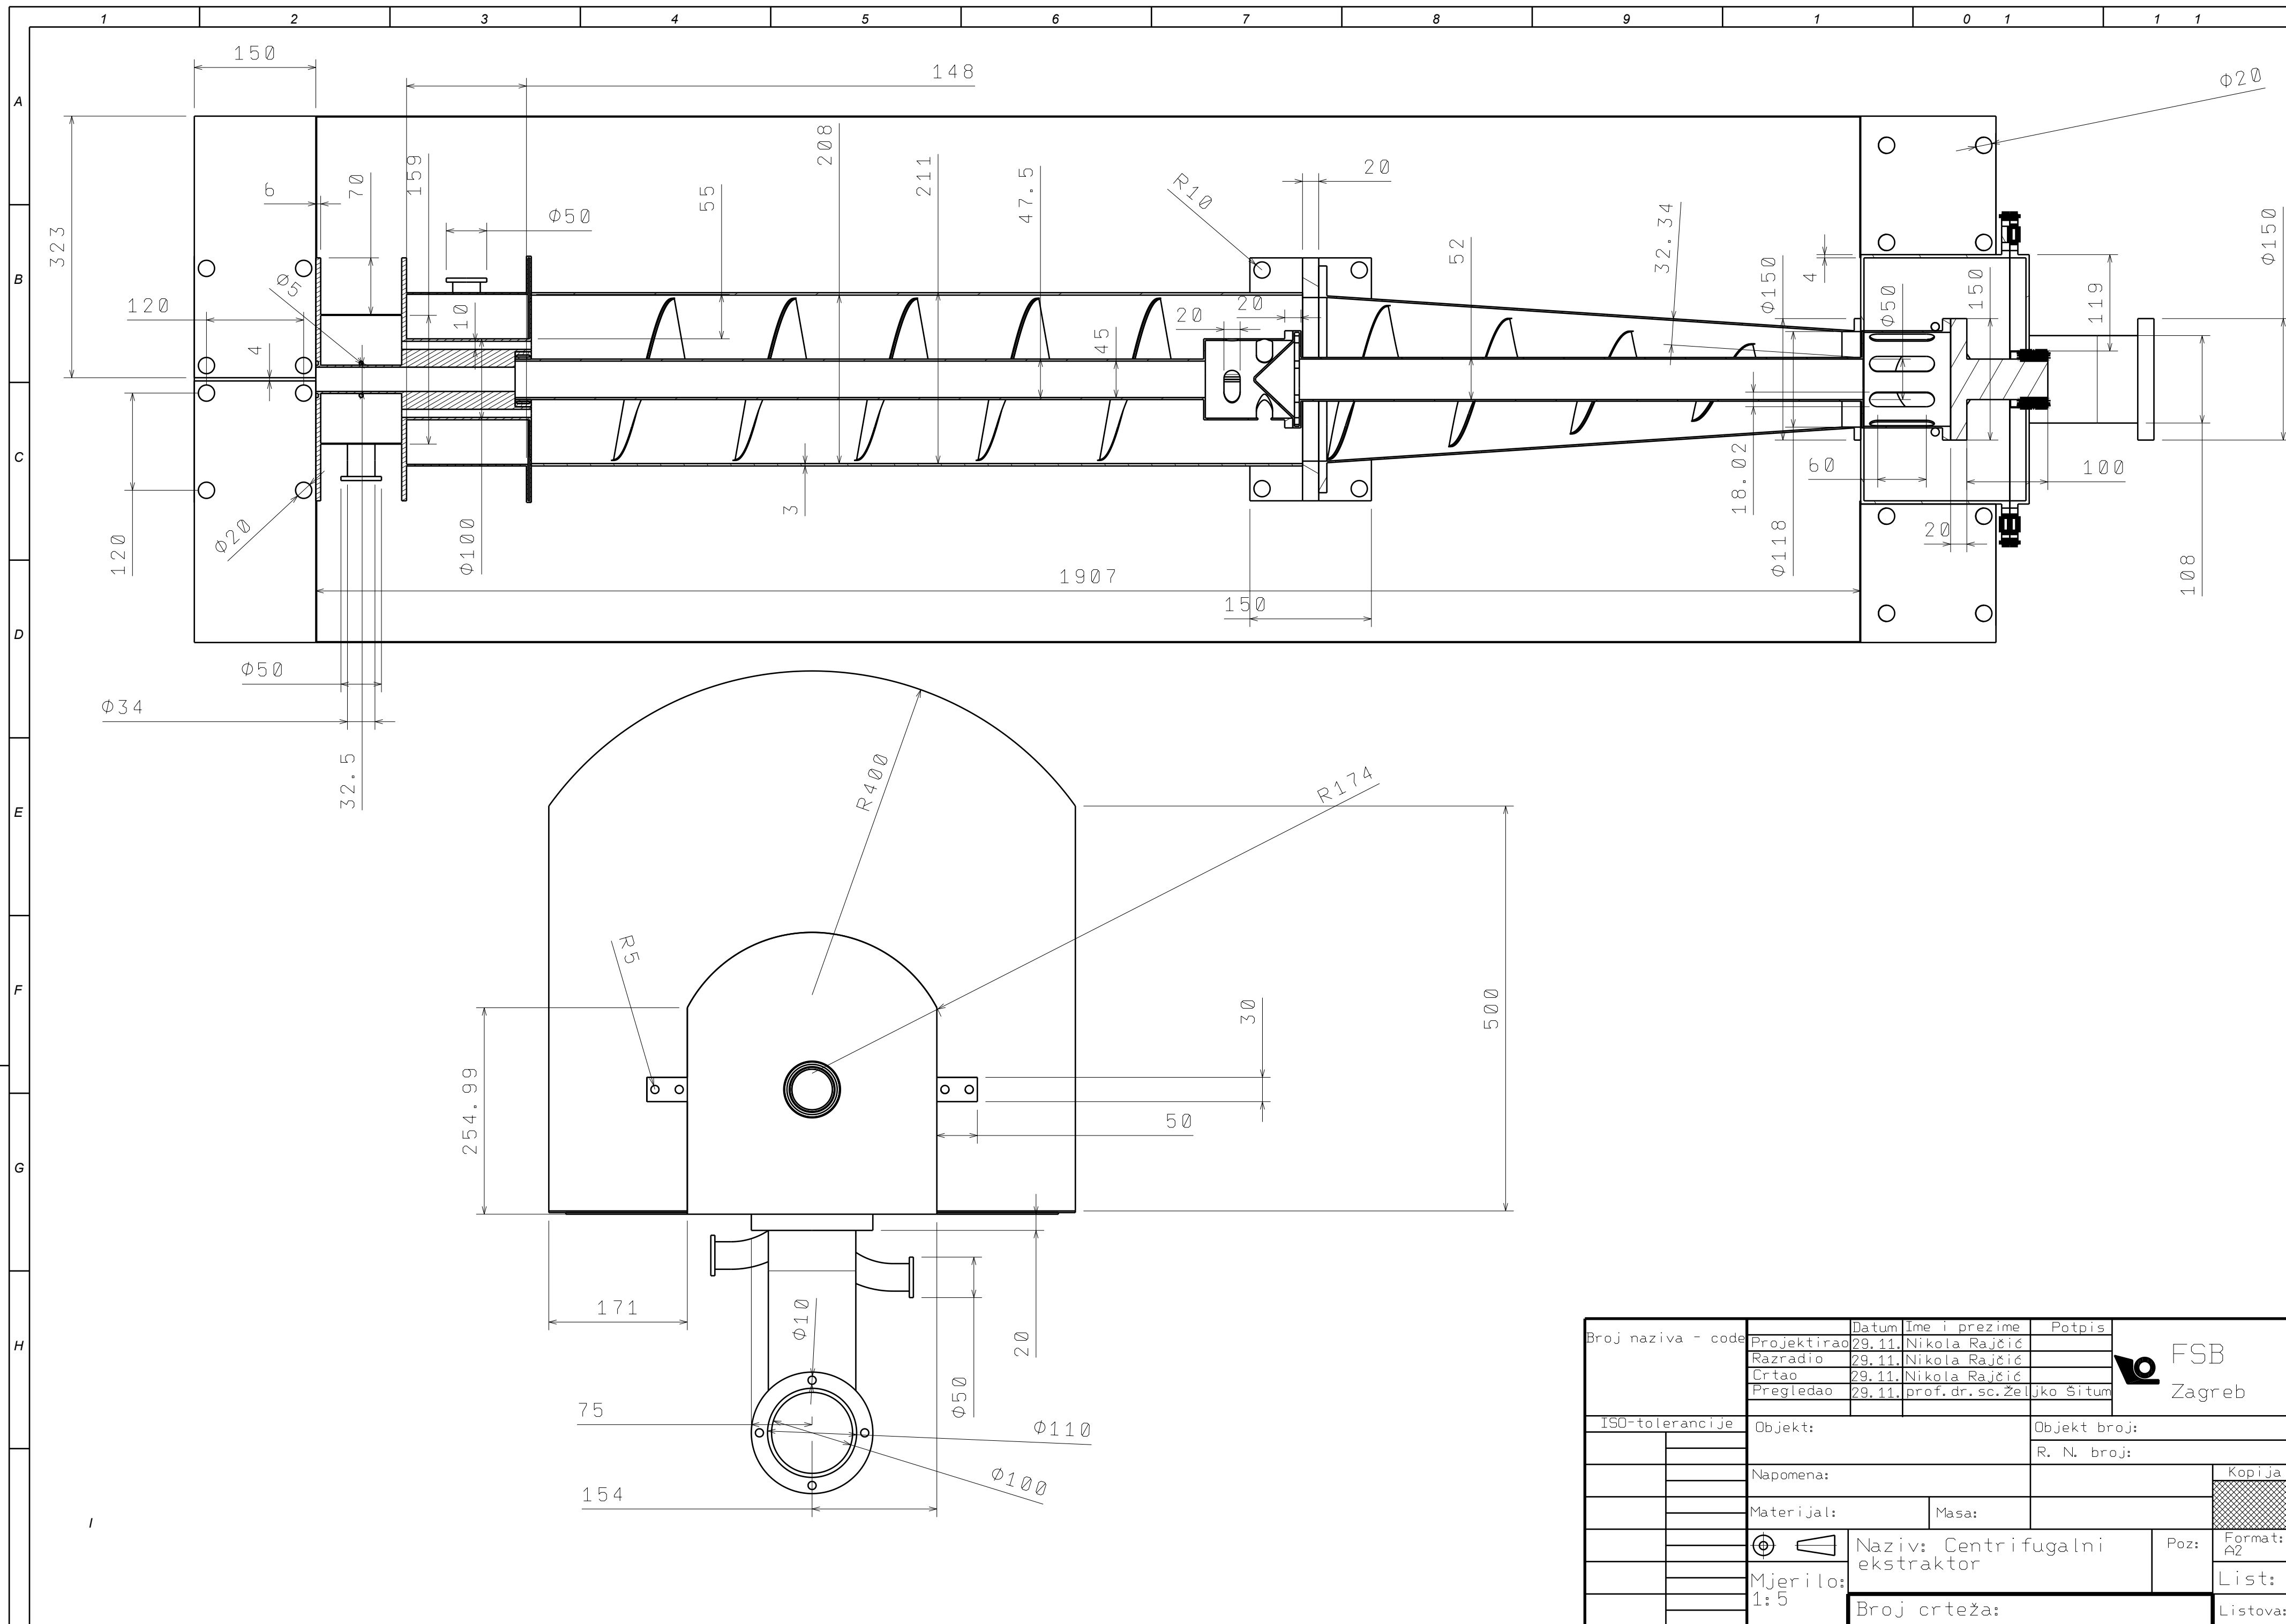 1 2 3 4 5 6 7 8 9 1 0 1 1 1
A
B
C
D
E
F
G
H
I
150
148
Φ20
323
6
70
159
Φ50
55
208
211
47.5
R10
20
52
32.34
Φ150
4
Φ50
150
119
Φ150
120
4
Φ5
10
20
20
45
120
Φ20
Φ100
3
18.02
60
100
Φ118
20
108
1907
150
Φ50
Φ34
32.5
R400
R174
R5
30
500
254.99
50
171
Φ10
20
Φ50
75
Φ110
Φ100
154
Broj naziva - code
Datum Ime i prezime Potpis
Projektirao 29.11. Nikola Rajčić
Razradio 29.11. Nikola Rajčić
Crtao 29.11. Nikola Rajčić
Pregledao 29.11. prof.dr.sc.Željko Šitum
FSB
Zagreb
ISO-tolerancije
Objekt:
Objekt broj:
R. N. broj:
Napomena:
Kopija
Materijal:
Masa:
Naziv: Centrifugalni
ekstraktor
Poz:
Format:
A2
Mjerilo:
1:5
List:
Broj crteža:
Listova: